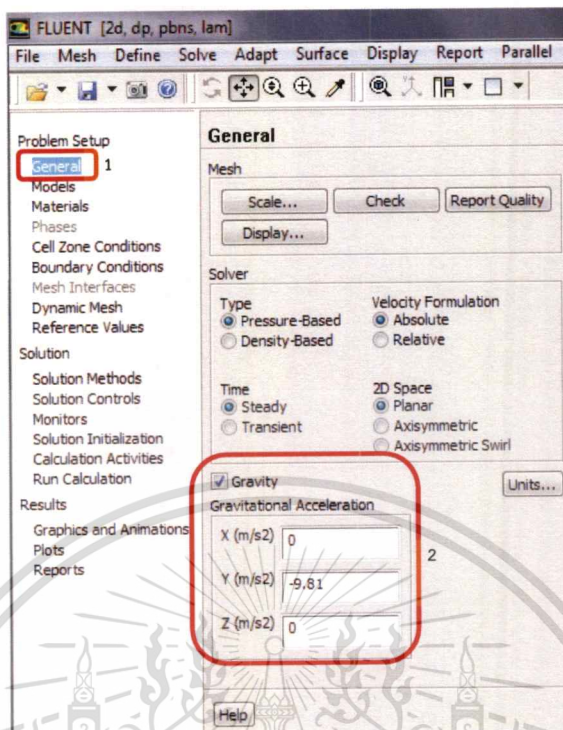 FLUENT [2d, dp, pbns, lam]
File Mesh Define Solve Adapt Surface Display Report Parallel
Problem Setup
General 1
Models
Materials
Phases
Cell Zone Conditions
Boundary Conditions
Mesh Interfaces
Dynamic Mesh
Reference Values
Solution
Solution Methods
Solution Controls
Monitors
Solution Initialization
Calculation Activities
Run Calculation
Results
Graphics and Animations
Plots
Reports
General
Mesh
Scale... Check Report Quality
Display...
Solver
Type Velocity Formulation
Pressure-Based Absolute
Density-Based Relative
Time 2D Space
Steady Planar
Transient Axisymmetric
Axisymmetric Swirl
Gravity Units...
Gravitational Acceleration
X (m/s2) 0
2
Y (m/s2) -9.81
Z (m/s2) 0
Help